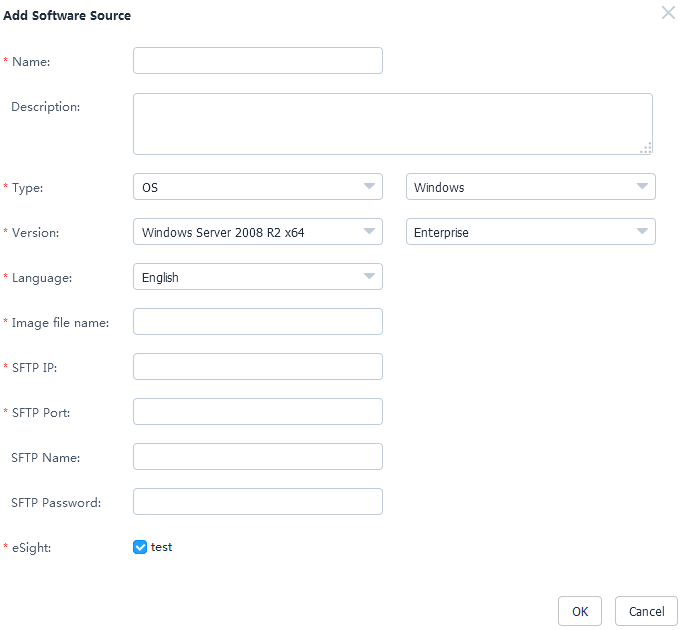 Add Software Source
* Name:
Description:
* Type: OS Windows
* Version: Windows Server 2008 R2 x64 Enterprise
* Language: English
* Image file name:
* SFTP IP:
* SFTP Port:
SFTP Name:
SFTP Password:
* eSight: test
OK Cancel